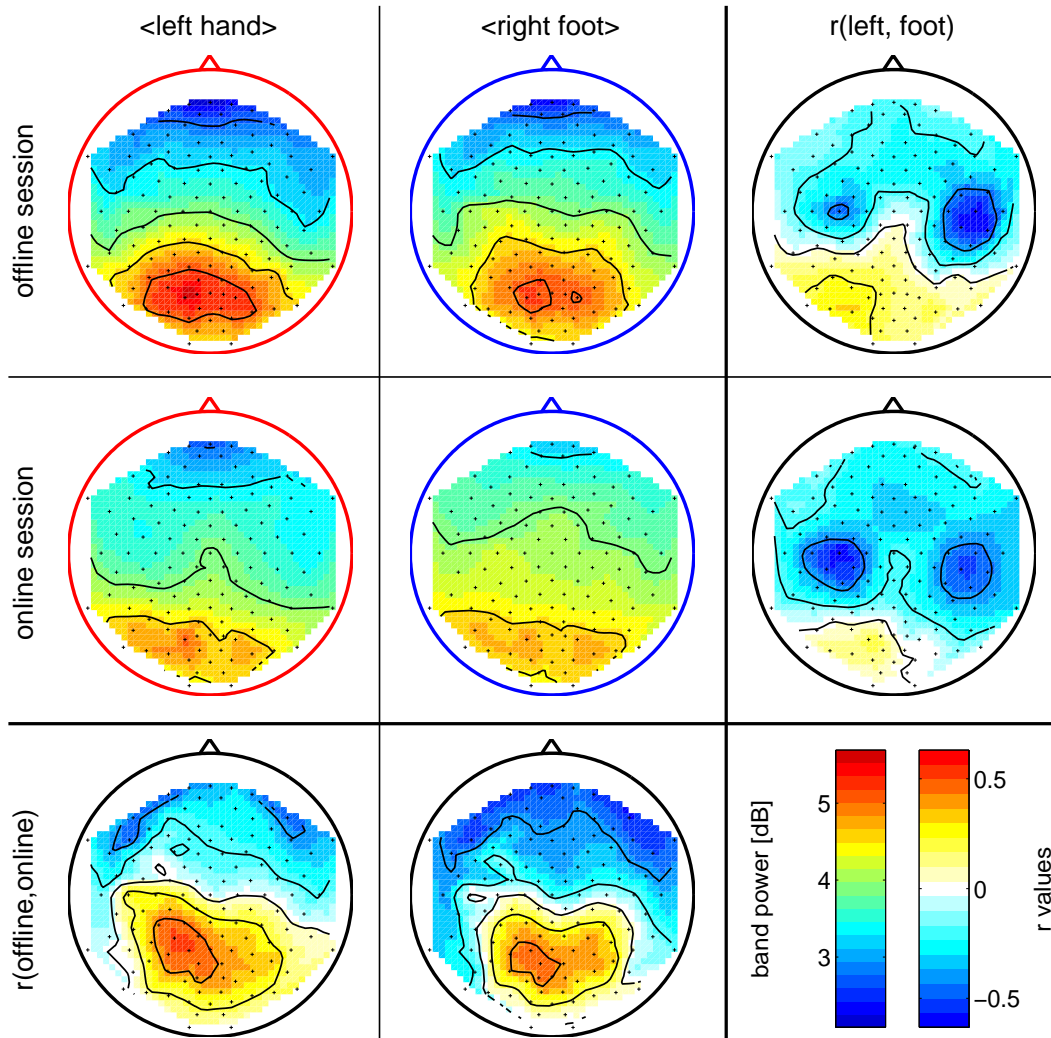 <left hand>
<right foot>
r(left, foot)
offline session
online session
r(offline,online)
band power [dB]
5
4
3
0.5
0
−0.5
r values